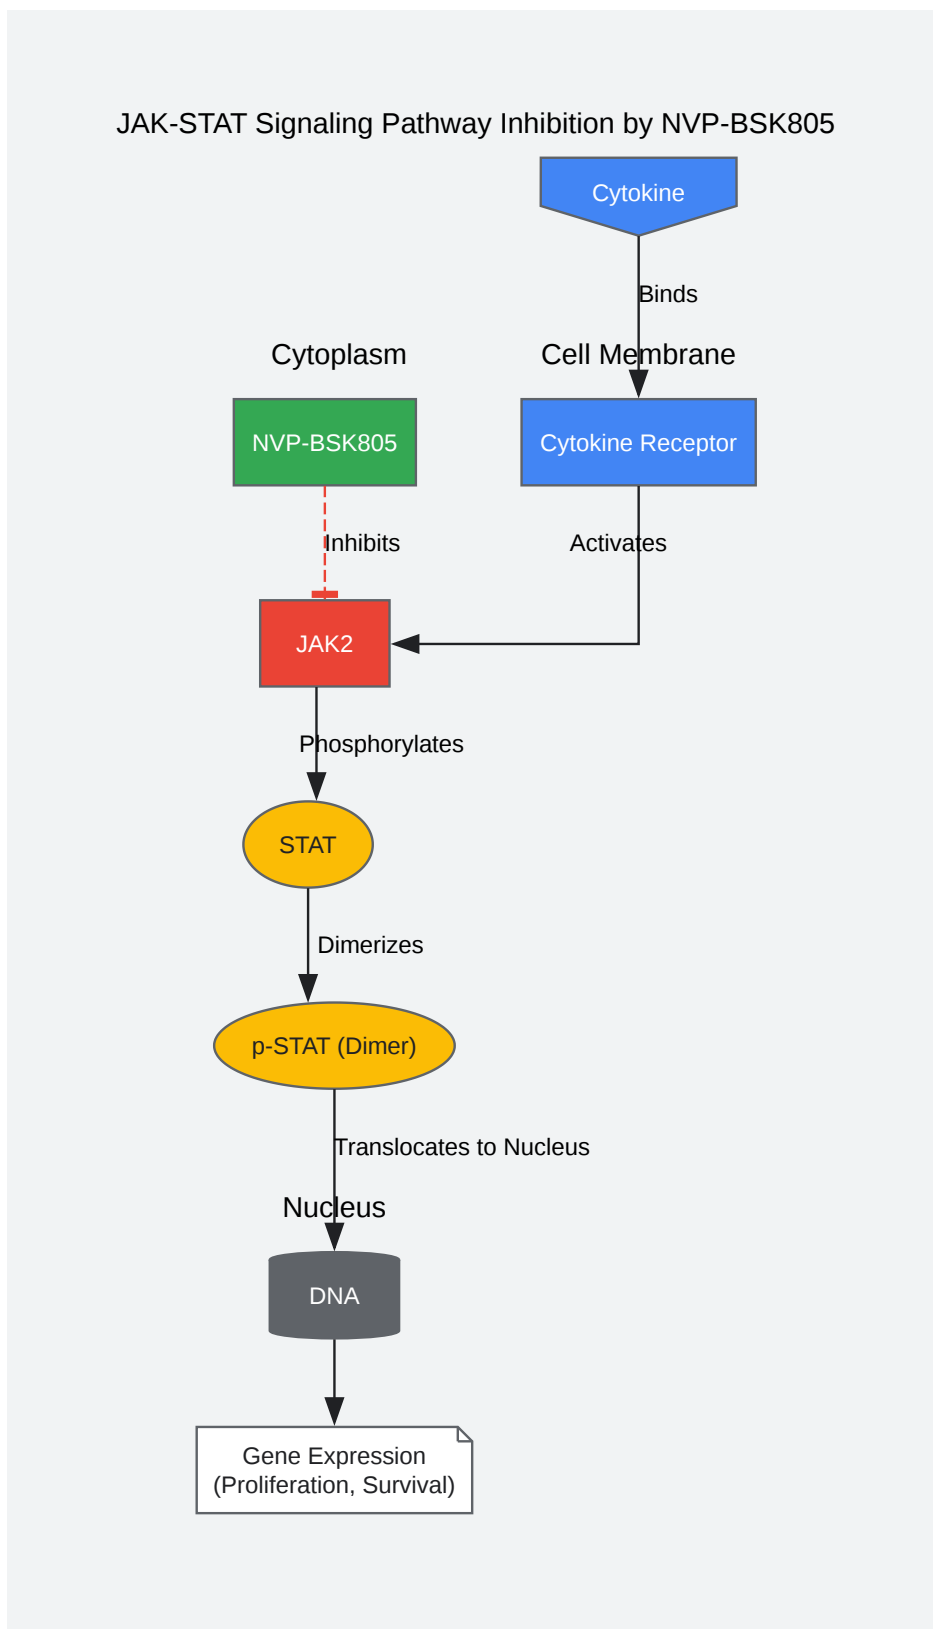 JAK-STAT Signaling Pathway Inhibition by NVP-BSK805
Cytokine
Binds
Cytoplasm
Cell Membrane
NVP-BSK805
Cytokine Receptor
Inhibits
Activates
JAK2
Phosphorylates
STAT
Dimerizes
p-STAT (Dimer)
Translocates to Nucleus
Nucleus
DNA
Gene Expression
(Proliferation, Survival)